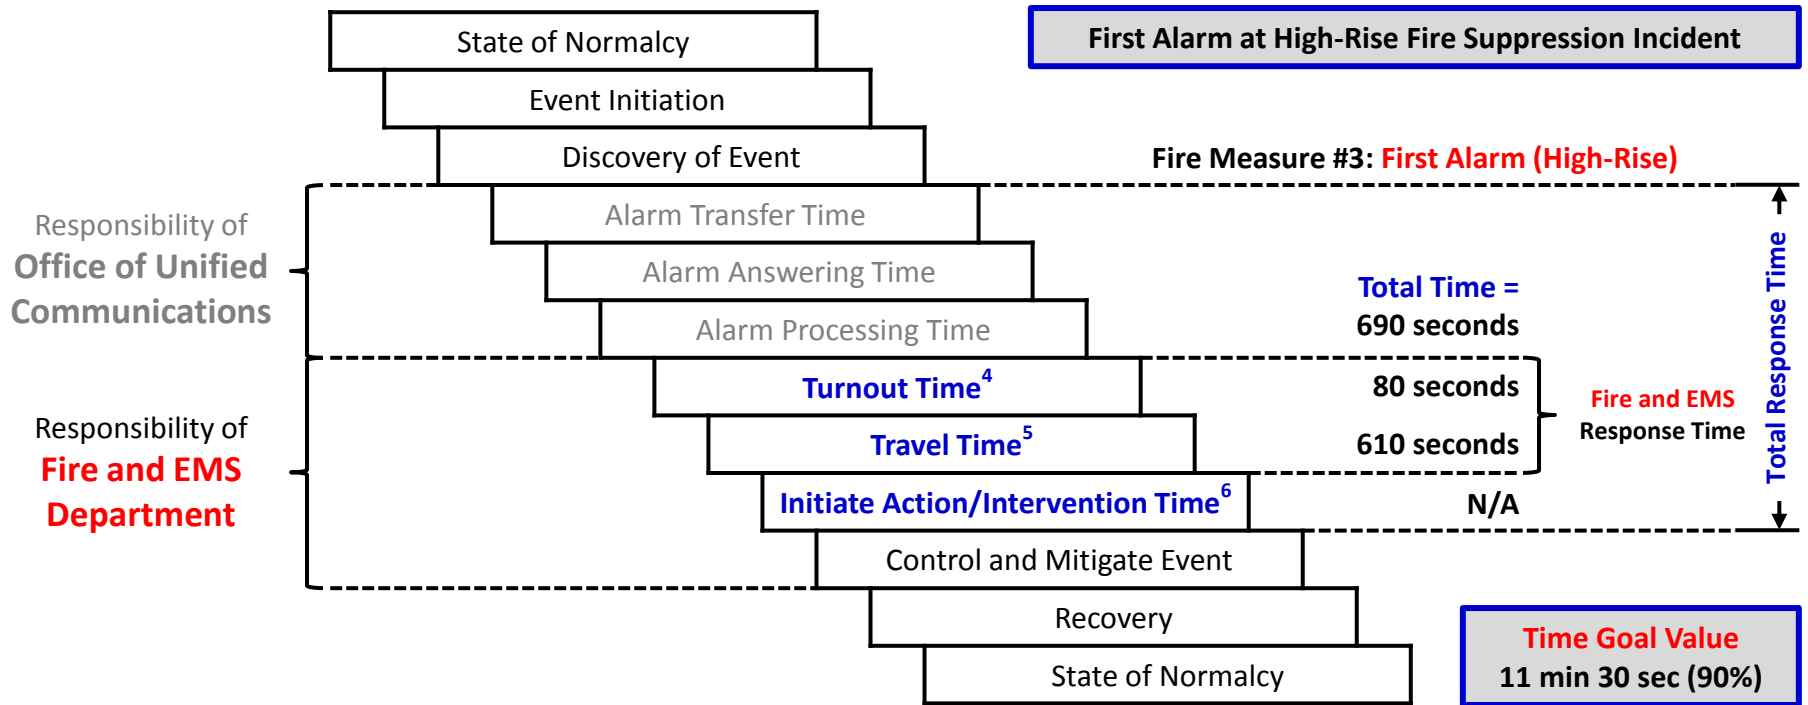 State of Normalcy
First Alarm at High-Rise Fire Suppression Incident
Event Initiation
Discovery of Event
Fire Measure #3: First Alarm (High-Rise)
Responsibility of
Office of Unified
Communications
Alarm Transfer Time
Alarm Answering Time
Alarm Processing Time
Total Time =
690 seconds
Total Response Time
Responsibility of
Fire and EMS
Department
Turnout Time⁴
80 seconds
Travel Time⁵
610 seconds
Fire and EMS
Response Time
Initiate Action/Intervention Time⁶
N/A
Control and Mitigate Event
Recovery
State of Normalcy
Time Goal Value
11 min 30 sec (90%)